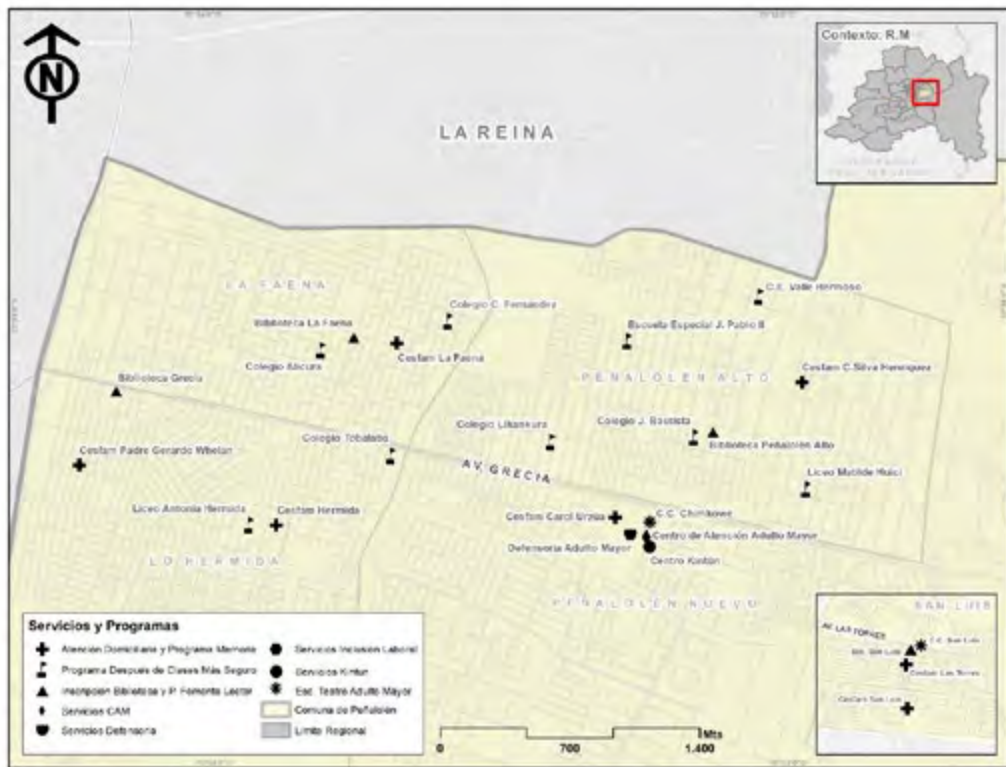 N
LA REINA
Contexto: R.M
LA FAENA
Colegio C. Fernández
Biblioteca La Faena
Cesfam La Faena
Biblioteca Grecia
C.E. Valle Hermoso
Escuela Especial J. Pablo II
PEÑALOLEN ALTO
Cesfam C.Silva Henríquez
Colegio Tobalaba
Colegio Likankura
Colegio J. Bautista
Biblioteca Peñalolén Alto
AV. GRECIA
Cesfam Padre Gerardo Whelan
Liceo Matilde Huici
Liceo Antonio Hermida
Cesfam Hermida
LO HERMIDA
Cesfam Carol Urzúa
C.C. Chimkowe
Centro de Atención Adulto Mayor
Defensoría Adulto Mayor
Centro Kintún
PEÑALOLEN NUEVO
Servicios y Programas
Atención Domiciliaria y Programa Memoria
Programa Después de Clases Más Seguro
Inscripción Biblioteca y P. Fomento Lector
Servicios CAM
Servicios Defensoría
Servicios Inclusión Laboral
Servicios Kintun
Esc. Teatro Adulto Mayor
Comuna de Peñalolén
Límite Regional
Mts
0 700 1.400
SAN LUIS
AV. LAS TORRES
C.C. San Luis
Bib. San Luis
Cesfam Las Torres
Cesfam San Luis